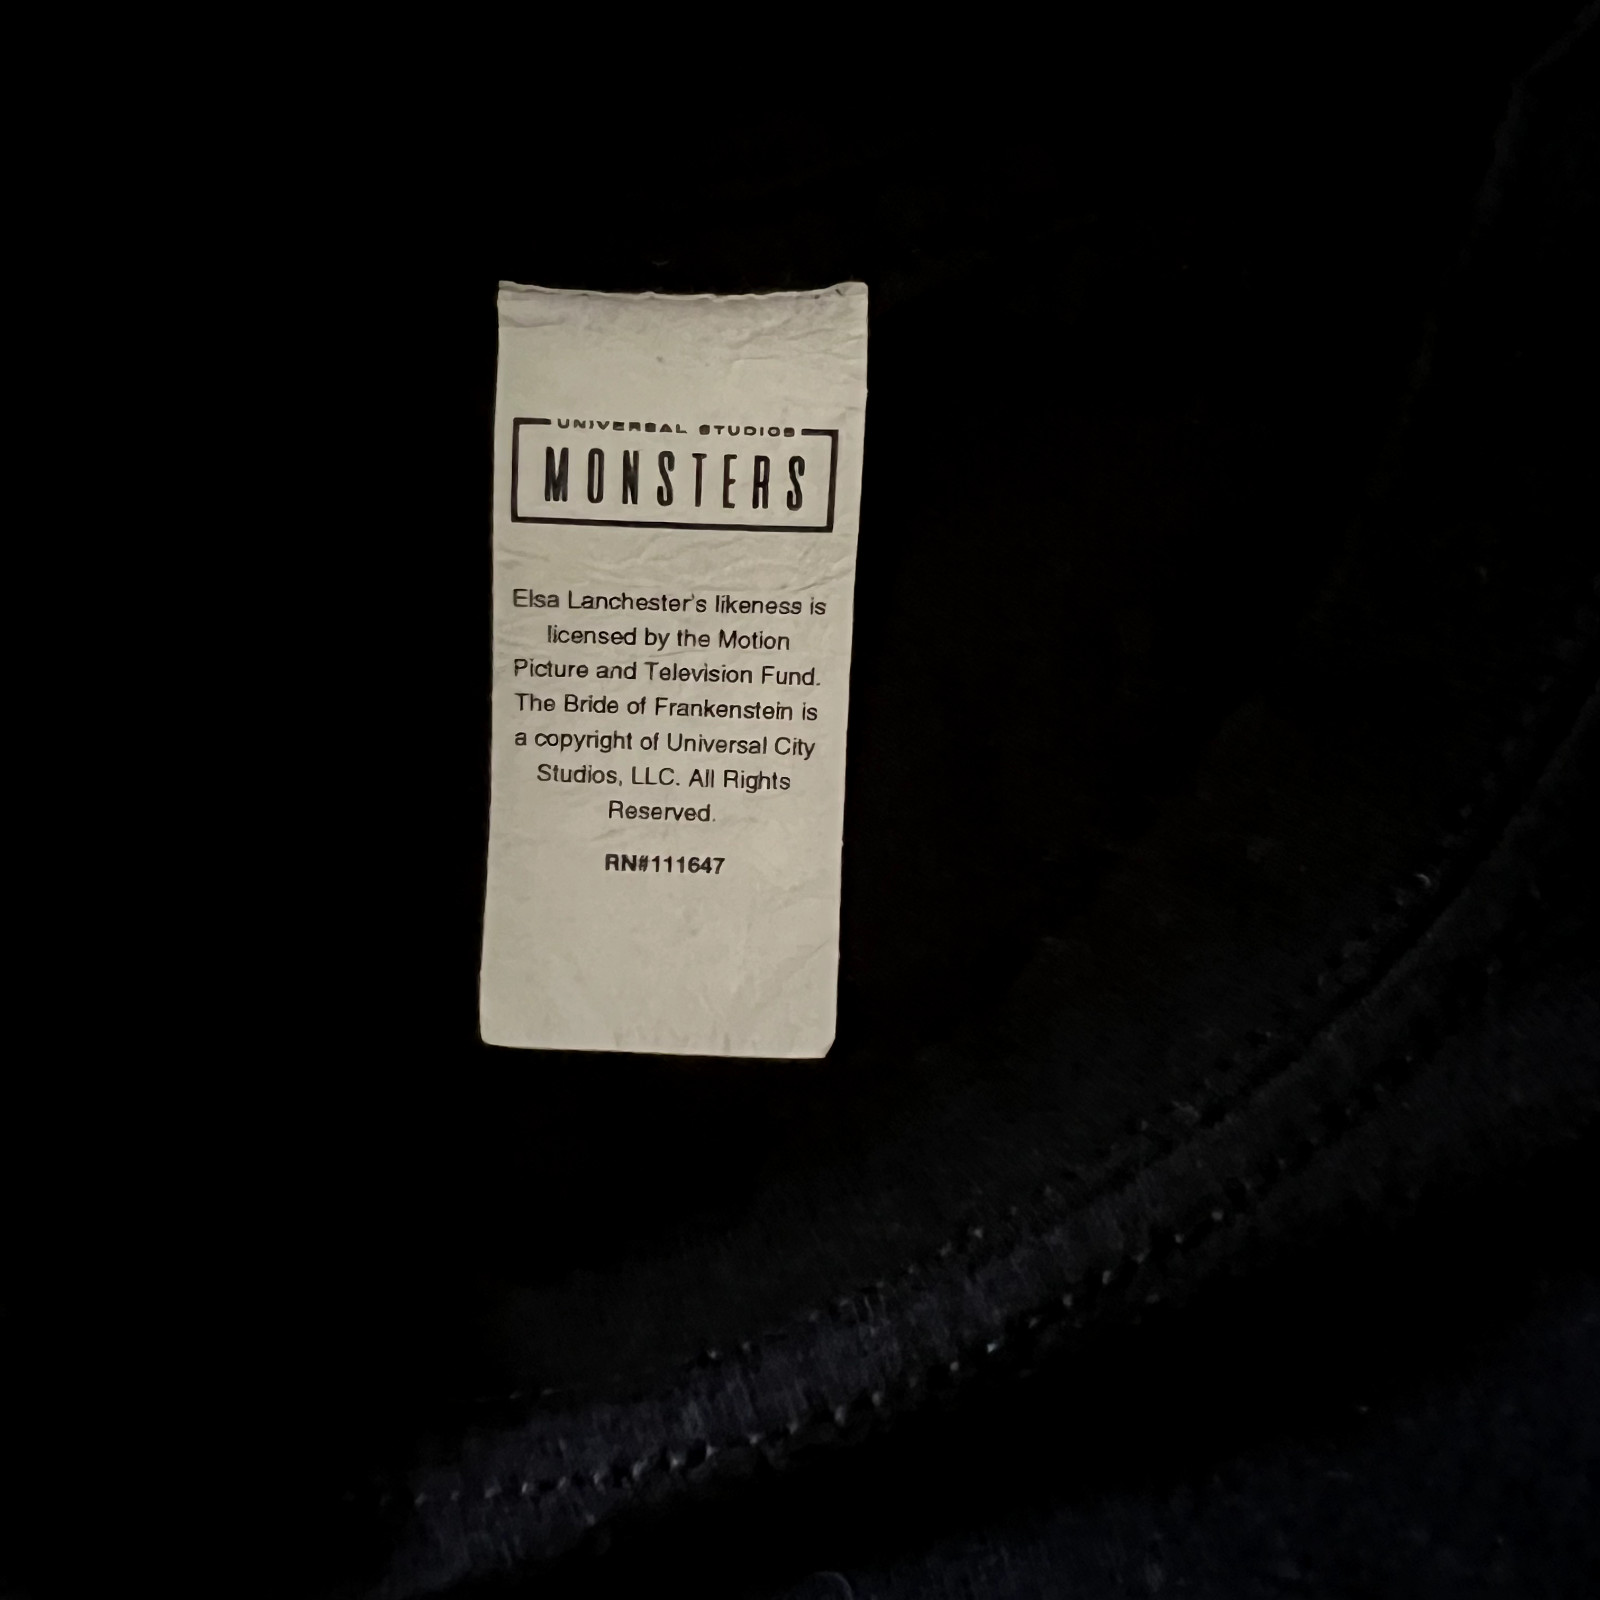 UNIVERSAL STUDIOS
MONSTERS
Elsa Lanchester's likeness is
licensed by the Motion
Picture and Television Fund.
The Bride of Frankenstein is
a copyright of Universal City
Studios, LLC. All Rights
Reserved.
RN#111647